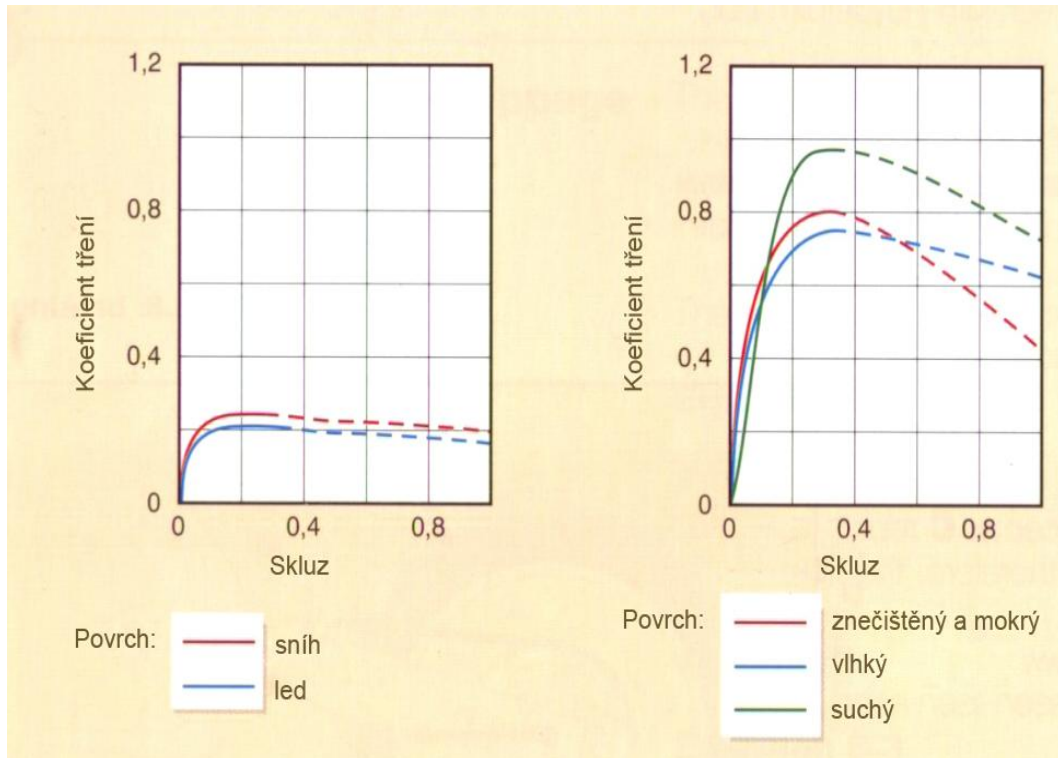 1,2
0,8
0,4
0
Koeficient tření
0
0,4
0,8
Skluz
Povrch:
sníh
led
1,2
0,8
0,4
0
Koeficient tření
0
0,4
0,8
Skluz
Povrch:
znečištěný a mokrý
vlhký
suchý